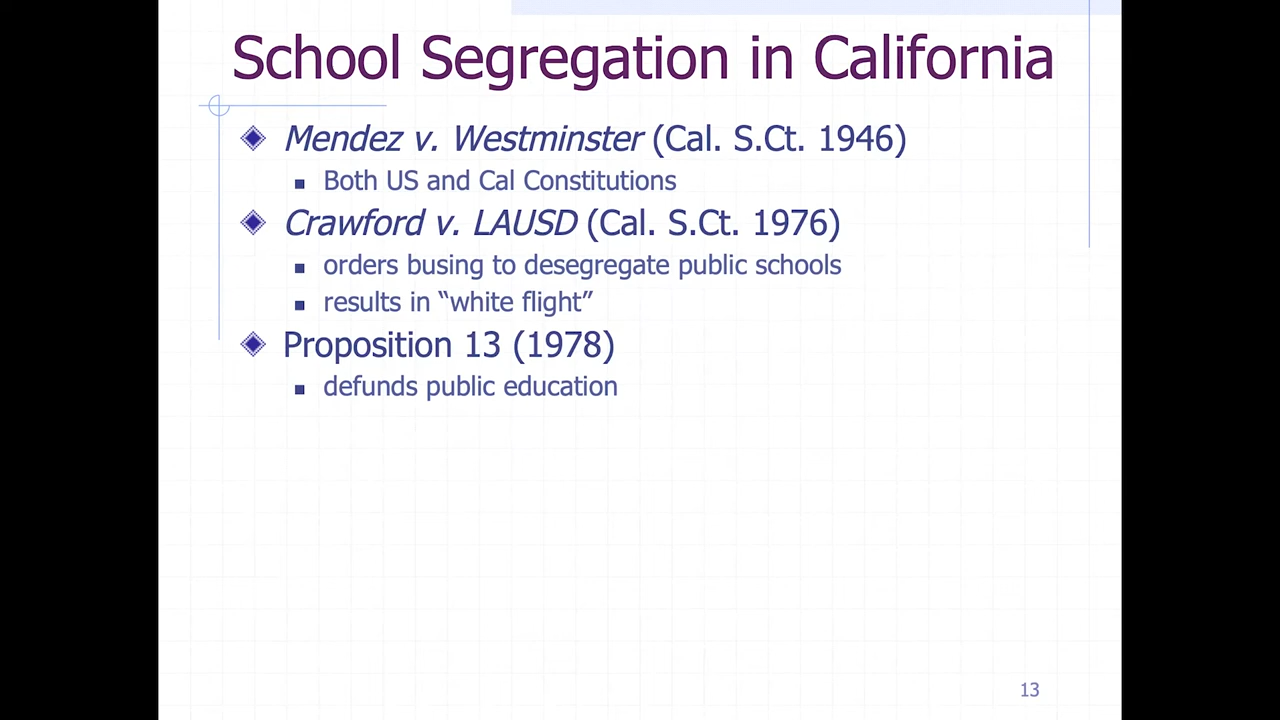 School Segregation in California
Mendez v. Westminster (Cal. S.Ct. 1946)
Both US and Cal Constitutions
Crawford v. LAUSD (Cal. S.Ct. 1976)
orders busing to desegregate public schools
results in “white flight”
Proposition 13 (1978)
defunds public education
13